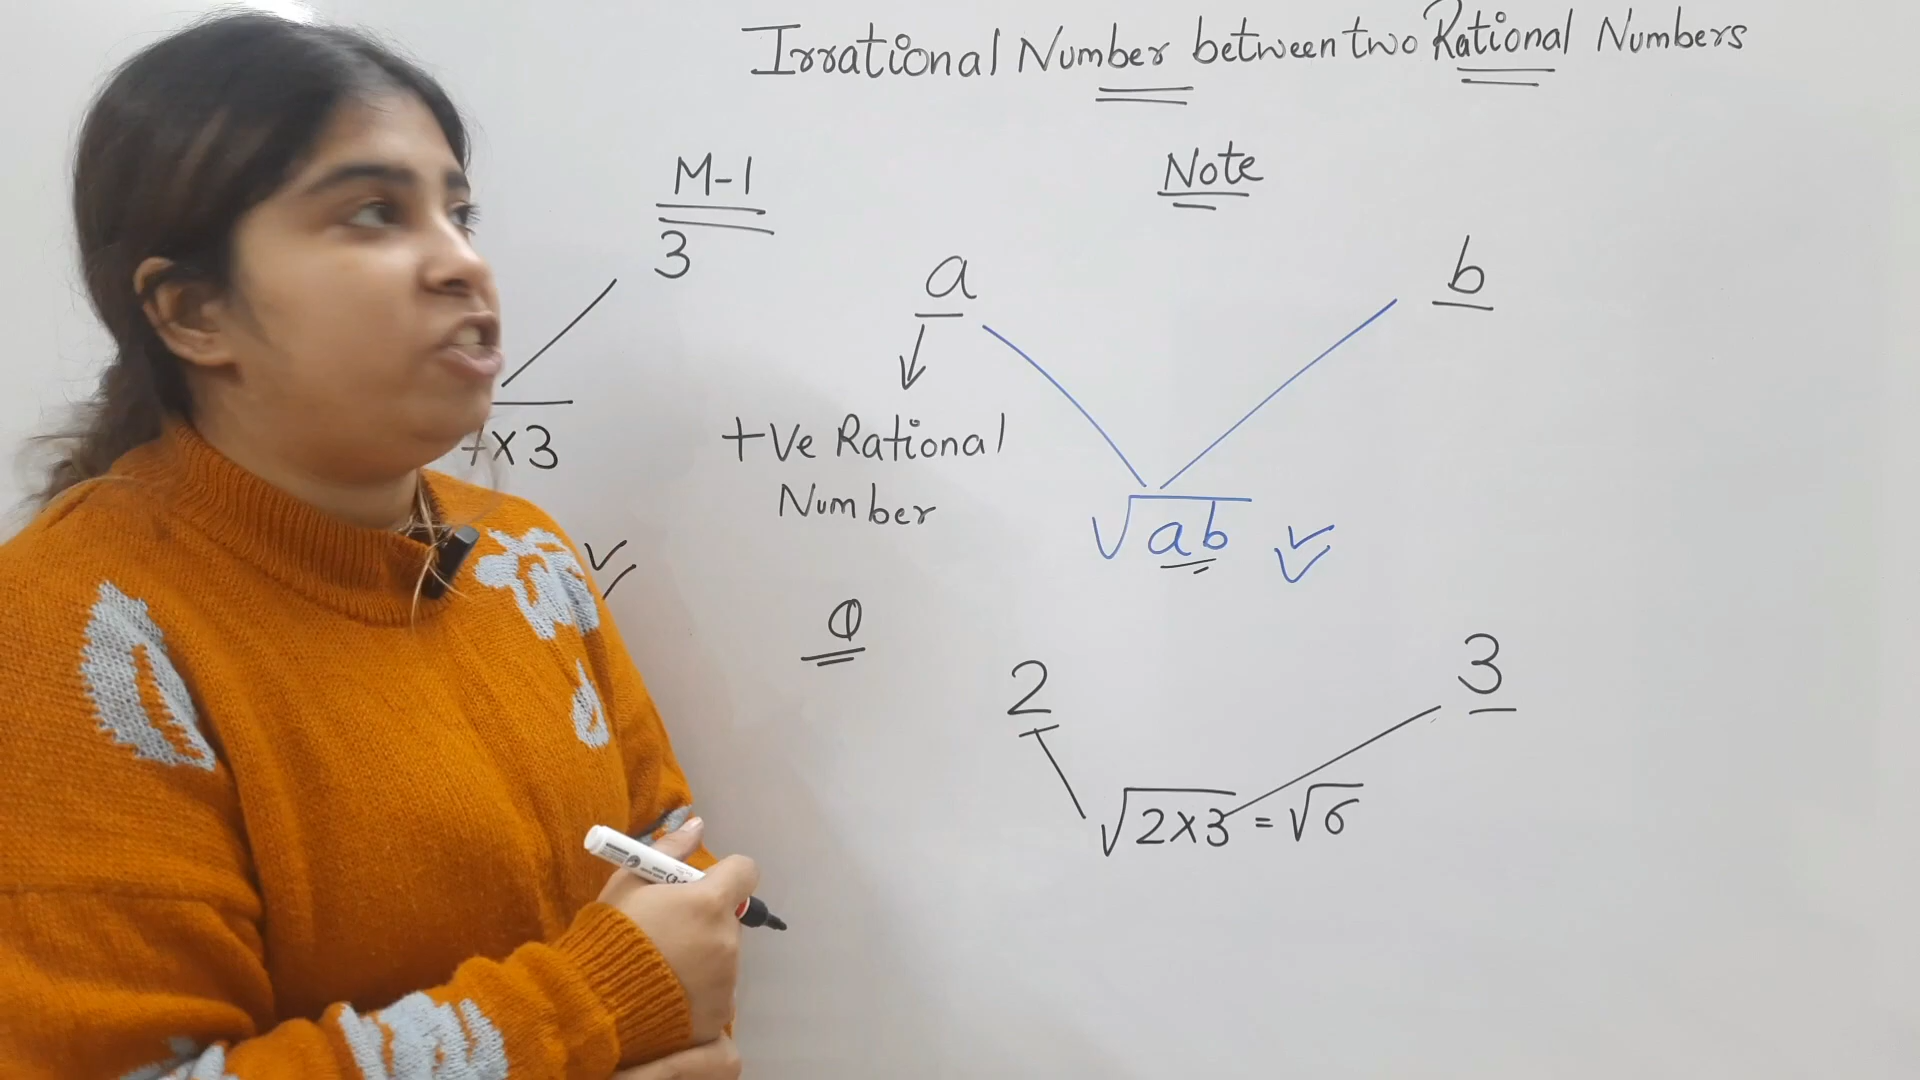 Irrational Number between two Rational Numbers
M-1
Note
3
a
b
×3
+ve Rational
Number
√ab
①
2
3
√2×3 = √6